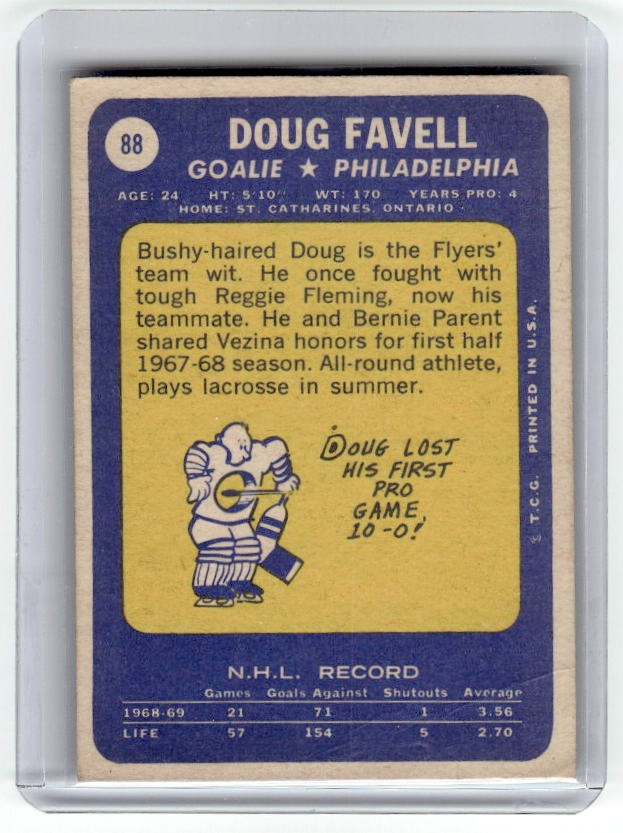 88
DOUG FAVELL
GOALIE ★ PHILADELPHIA
AGE: 24 HT: 5'10" WT: 170 YEARS PRO: 4
HOME: ST. CATHARINES, ONTARIO
Bushy-haired Doug is the Flyers'
team wit. He once fought with
tough Reggie Fleming, now his
teammate. He and Bernie Parent
shared Vezina honors for first half
1967-68 season. All-round athlete,
plays lacrosse in summer.
DOUG LOST
HIS FIRST
PRO
GAME,
10-0!
© T.C.G. PRINTED IN U.S.A.
N.H.L. RECORD
Games Goals Against Shutouts Average
1968-69 21 71 1 3.56
LIFE 57 154 5 2.70